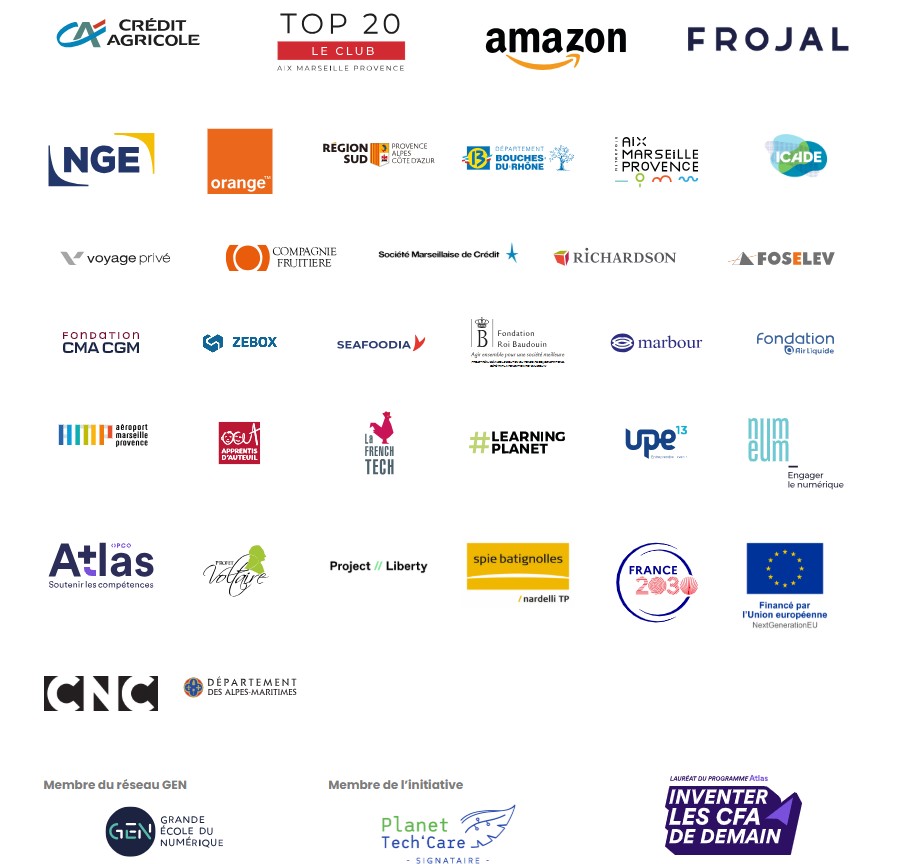 CRÉDIT
AGRICOLE
TOP 20
LE CLUB
AIX MARSEILLE PROVENCE
amazon
FROJAL
NGE
orange™
RÉGION
SUD
PROVENCE
ALPES
CÔTE D'AZUR
DÉPARTEMENT
BOUCHES-
DU-RHÔNE
AIX
MARSEILLE
PROVENCE
ICADE
voyage privé
COMPAGNIE
FRUITIERE
Société Marseillaise de Crédit
RICHARDSON
FOSELEV
FONDATION
CMA CGM
ZEBOX
SEAFOODIA
B
Fondation
Roi Baudouin
Agir ensemble pour une société meilleure
marbour
Fondation
Air Liquide
aéroport
marseille
provence
APPRENTIS
D'AUTEUIL
La
FRENCH
TECH
#LEARNING
PLANET
upe13
num
eum
Engager
le numérique
OPCO
Atlas
Soutenir les compétences
PROJET
Voltaire
Project // Liberty
spie batignolles
/ nardelli TP
FRANCE
2030
Financé par
l'Union européenne
NextGenerationEU
CNC
DÉPARTEMENT
DES ALPES-MARITIMES
Membre du réseau GEN
GEN
GRANDE
ÉCOLE DU
NUMÉRIQUE
Membre de l'initiative
Planet
Tech'Care
- SIGNATAIRE -
LAURÉAT DU PROGRAMME Atlas
INVENTER
LES CFA
DE DEMAIN